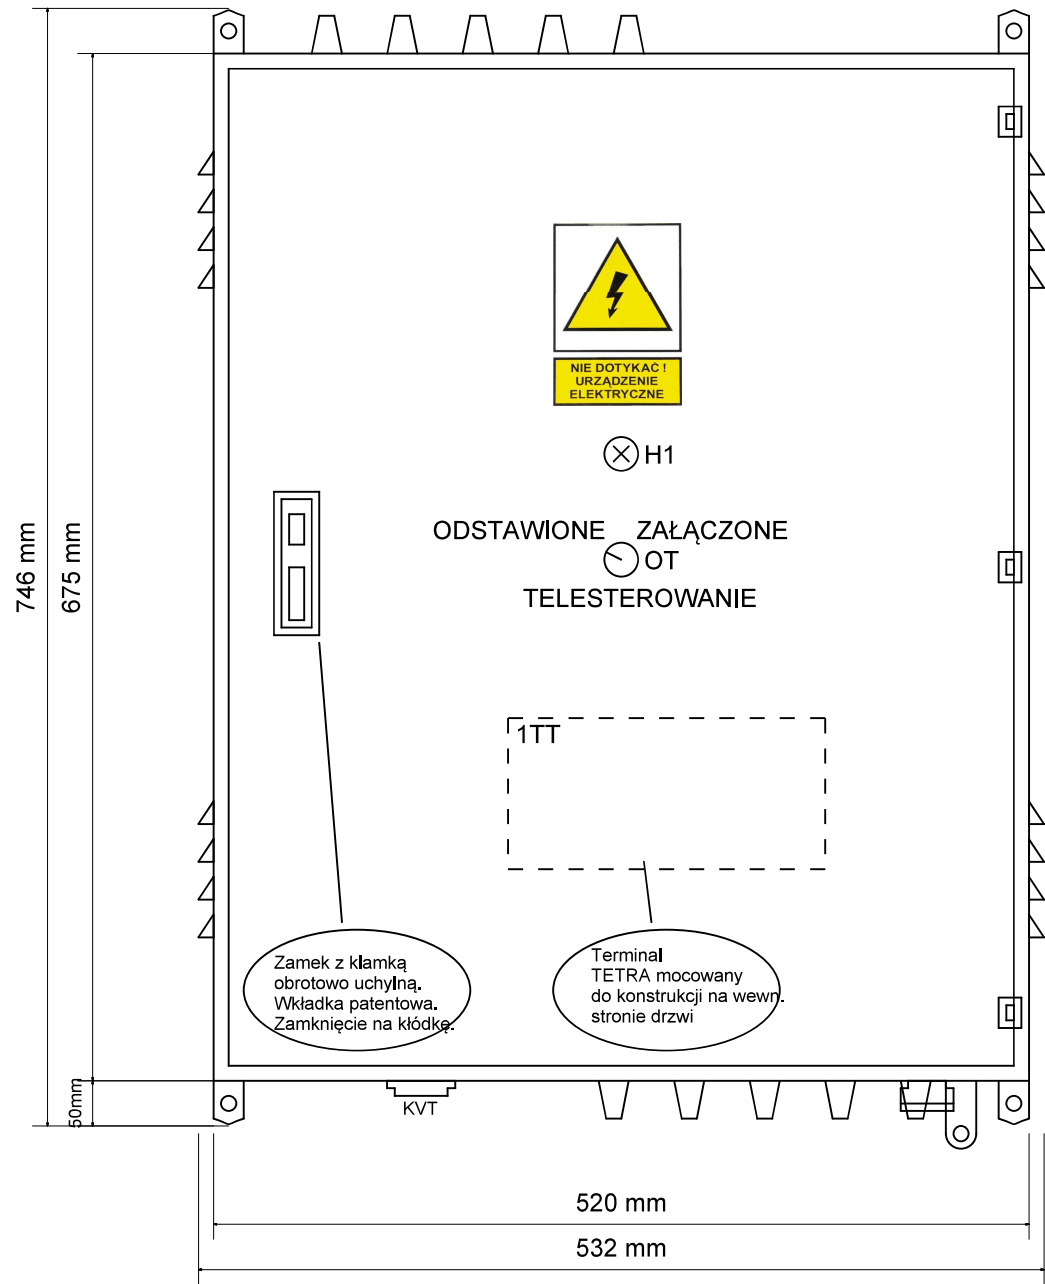 NIE DOTYKAĆ !
URZĄDZENIE
ELEKTRYCZNE
H1
ODSTAWIONE ZAŁĄCZONE
OT
TELESTEROWANIE
746 mm
675 mm
1TT
Zamek z klamką
obrotowo uchylną.
Wkładka patentowa.
Zamknięcie na kłódkę.
Terminal
TETRA mocowany
do konstrukcji na wewn.
stronie drzwi
50mm
KVT
520 mm
532 mm